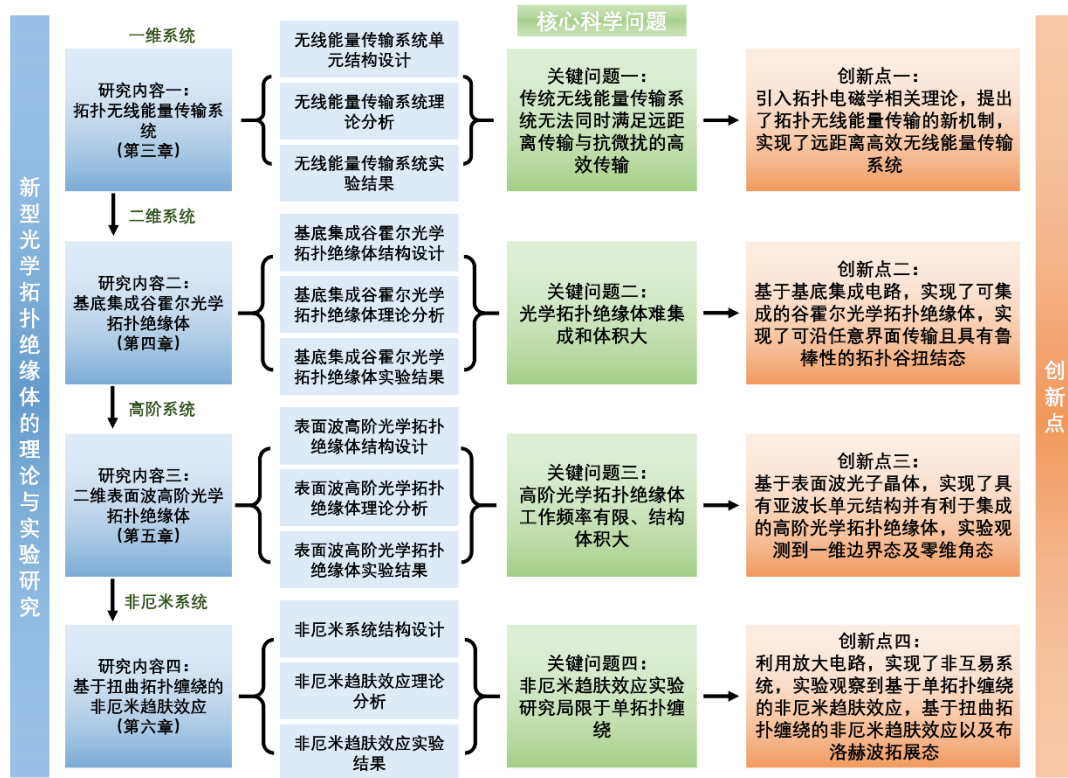 新型光学拓扑绝缘体的理论与实验研究
核心科学问题
一维系统
研究内容一：
拓扑无线能量传输系
统
（第三章）
无线能量传输系统单
元结构设计
无线能量传输系统理
论分析
无线能量传输系统实
验结果
关键问题一：
传统无线能量传输系
统无法同时满足远距
离传输与抗微扰的高
效传输
创新点一：
引入拓扑电磁学相关理论，提出
了拓扑无线能量传输的新机制，
实现了远距离高效无线能量传输
系统
二维系统
研究内容二：
基底集成谷霍尔光学
拓扑绝缘体
（第四章）
基底集成谷霍尔光学
拓扑绝缘体结构设计
基底集成谷霍尔光学
拓扑绝缘体理论分析
基底集成谷霍尔光学
拓扑绝缘体实验结果
关键问题二：
光学拓扑绝缘体难集
成和体积大
创新点二：
基于基底集成电路，实现了可集
成的谷霍尔光学拓扑绝缘体，实
现了可沿任意界面传输且具有鲁
棒性的拓扑谷扭结态
高阶系统
研究内容三：
二维表面波高阶光学
拓扑绝缘体
（第五章）
表面波高阶光学拓扑
绝缘体结构设计
表面波高阶光学拓扑
绝缘体理论分析
表面波高阶光学拓扑
绝缘体实验结果
关键问题三：
高阶光学拓扑绝缘体
工作频率有限、结构
体积大
创新点三：
基于表面波光子晶体，实现了具有
亚波长单元结构并有利于集成
的高阶光学拓扑绝缘体，实验观
测到一维边界态及零维角态
非厄米系统
研究内容四：
基于扭曲拓扑缠绕的
非厄米趋肤效应
（第六章）
非厄米系统结构设计
非厄米趋肤效应理论
分析
非厄米趋肤效应实验
结果
关键问题四：
非厄米趋肤效应实验
研究局限于单拓扑缠
绕
创新点四：
利用放大电路，实现了非互易系
统，实验观察到基于单拓扑缠绕
的非厄米趋肤效应，基于扭曲拓
扑缠绕的非厄米趋肤效应以及布
洛赫波拓展态
创新点